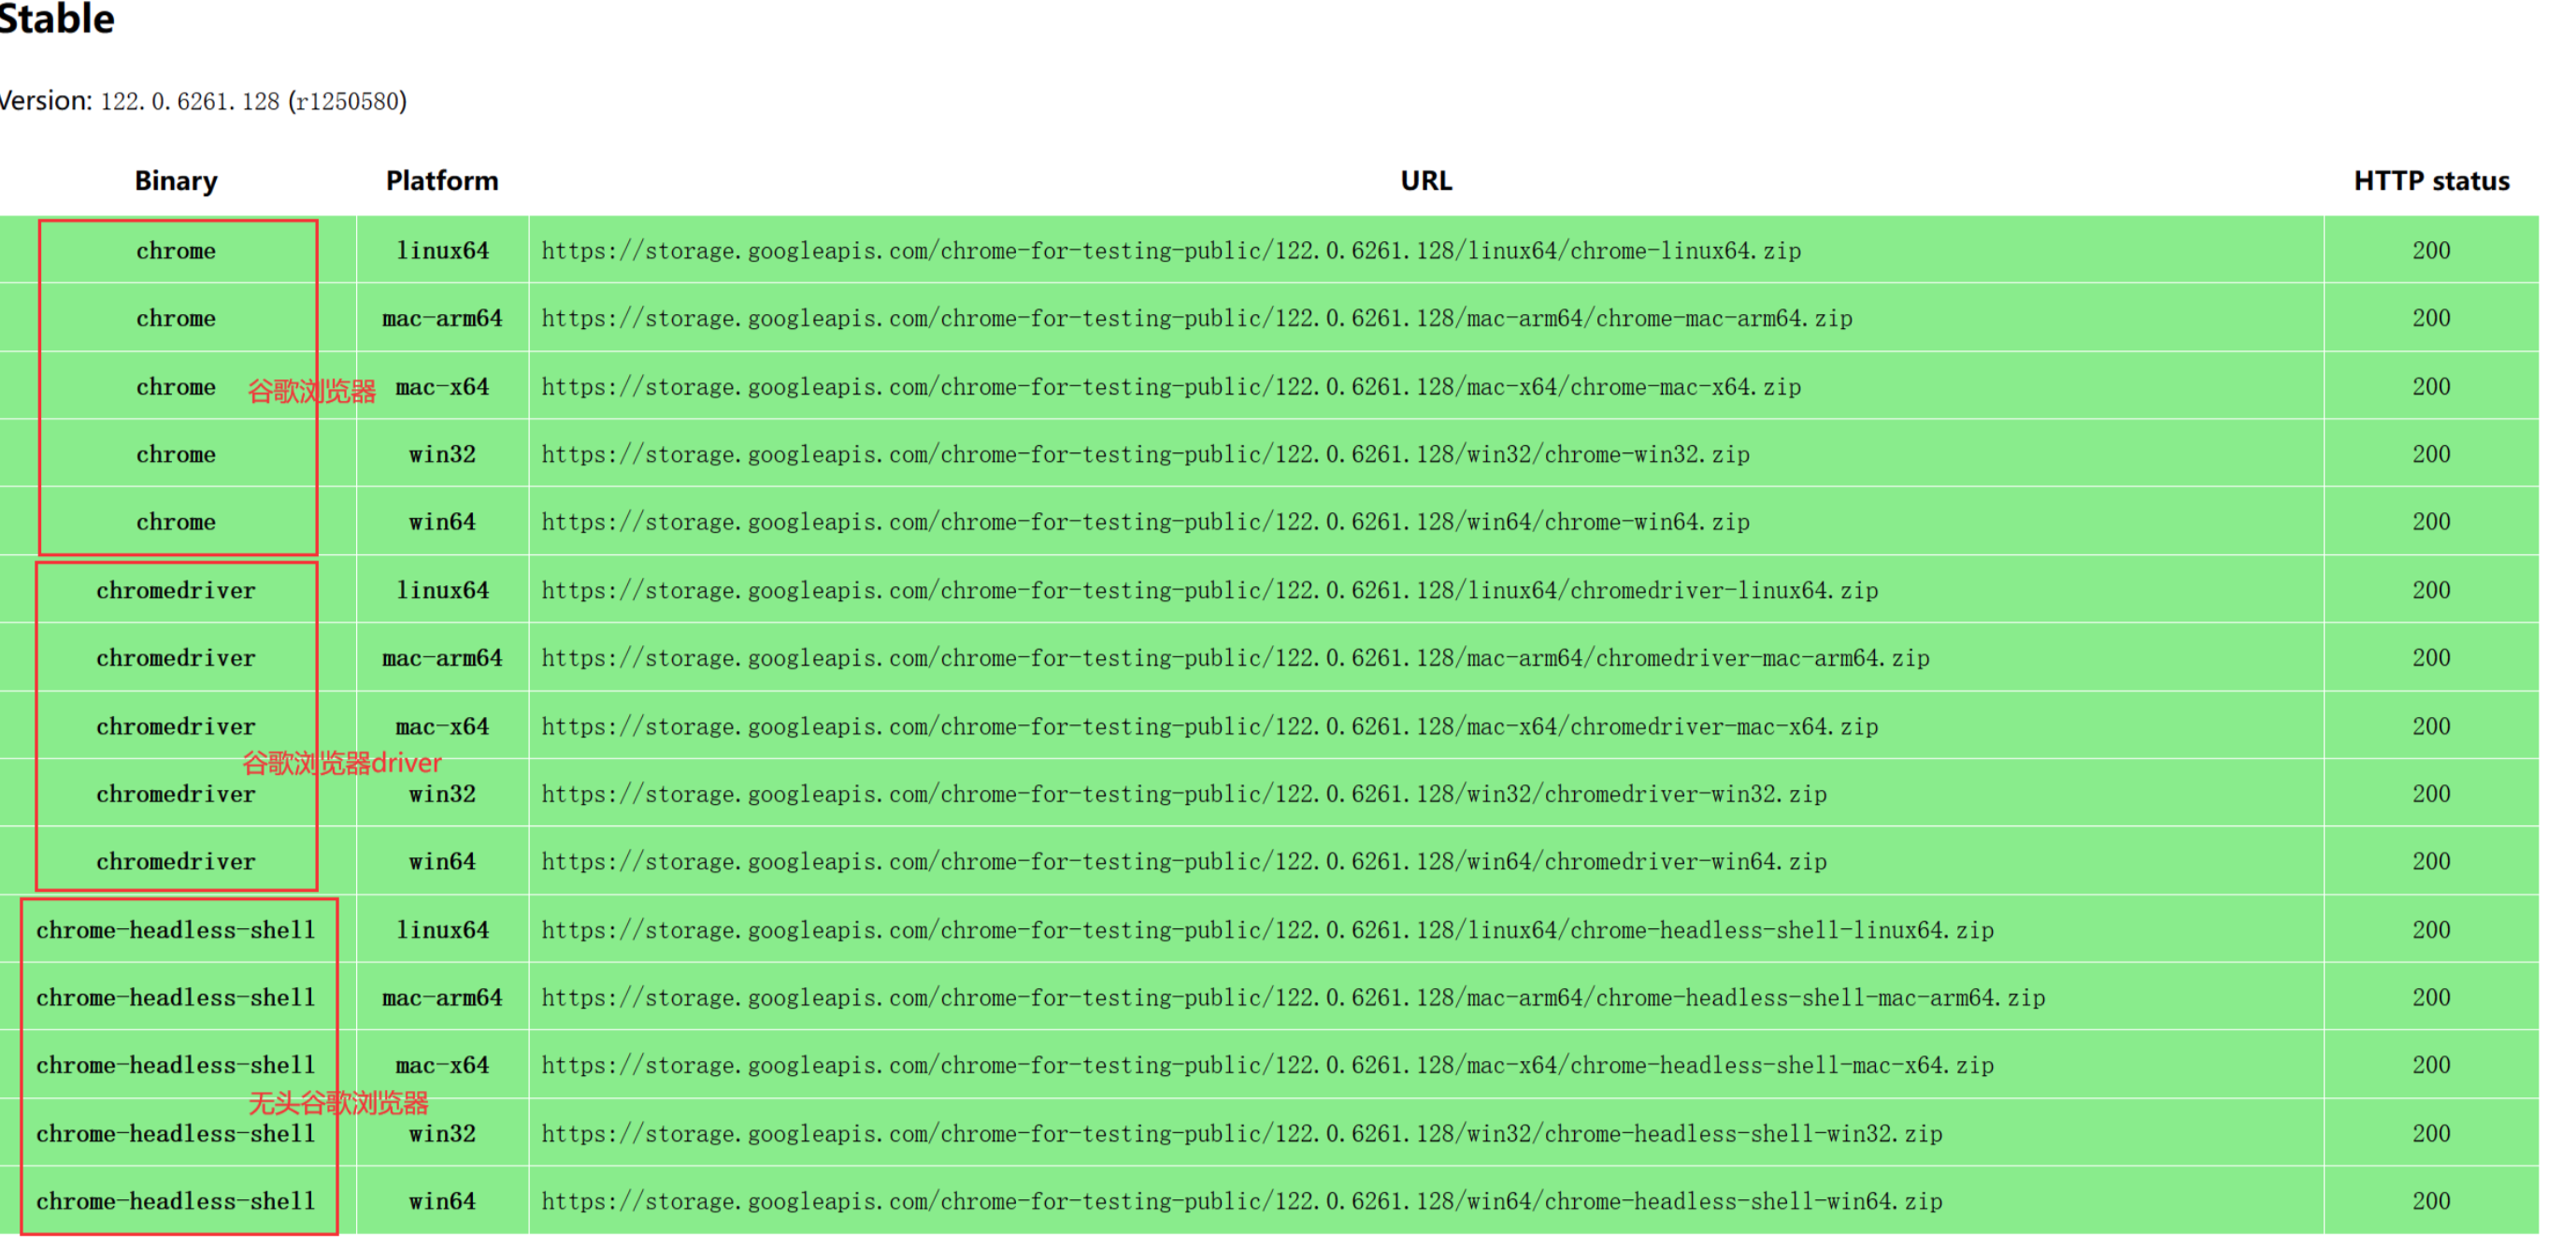 Stable
Version: 122.0.6261.128 (r1250580)
Binary Platform URL HTTP status
chrome linux64 https://storage.googleapis.com/chrome-for-testing-public/122.0.6261.128/linux64/chrome-linux64.zip 200
chrome mac-arm64 https://storage.googleapis.com/chrome-for-testing-public/122.0.6261.128/mac-arm64/chrome-mac-arm64.zip 200
chrome 谷歌浏览器 mac-x64 https://storage.googleapis.com/chrome-for-testing-public/122.0.6261.128/mac-x64/chrome-mac-x64.zip 200
chrome win32 https://storage.googleapis.com/chrome-for-testing-public/122.0.6261.128/win32/chrome-win32.zip 200
chrome win64 https://storage.googleapis.com/chrome-for-testing-public/122.0.6261.128/win64/chrome-win64.zip 200
chromedriver linux64 https://storage.googleapis.com/chrome-for-testing-public/122.0.6261.128/linux64/chromedriver-linux64.zip 200
chromedriver mac-arm64 https://storage.googleapis.com/chrome-for-testing-public/122.0.6261.128/mac-arm64/chromedriver-mac-arm64.zip 200
chromedriver mac-x64 https://storage.googleapis.com/chrome-for-testing-public/122.0.6261.128/mac-x64/chromedriver-mac-x64.zip 200
谷歌浏览器driver
chromedriver win32 https://storage.googleapis.com/chrome-for-testing-public/122.0.6261.128/win32/chromedriver-win32.zip 200
chromedriver win64 https://storage.googleapis.com/chrome-for-testing-public/122.0.6261.128/win64/chromedriver-win64.zip 200
chrome-headless-shell linux64 https://storage.googleapis.com/chrome-for-testing-public/122.0.6261.128/linux64/chrome-headless-shell-linux64.zip 200
chrome-headless-shell mac-arm64 https://storage.googleapis.com/chrome-for-testing-public/122.0.6261.128/mac-arm64/chrome-headless-shell-mac-arm64.zip 200
chrome-headless-shell mac-x64 https://storage.googleapis.com/chrome-for-testing-public/122.0.6261.128/mac-x64/chrome-headless-shell-mac-x64.zip 200
无头谷歌浏览器
chrome-headless-shell win32 https://storage.googleapis.com/chrome-for-testing-public/122.0.6261.128/win32/chrome-headless-shell-win32.zip 200
chrome-headless-shell win64 https://storage.googleapis.com/chrome-for-testing-public/122.0.6261.128/win64/chrome-headless-shell-win64.zip 200